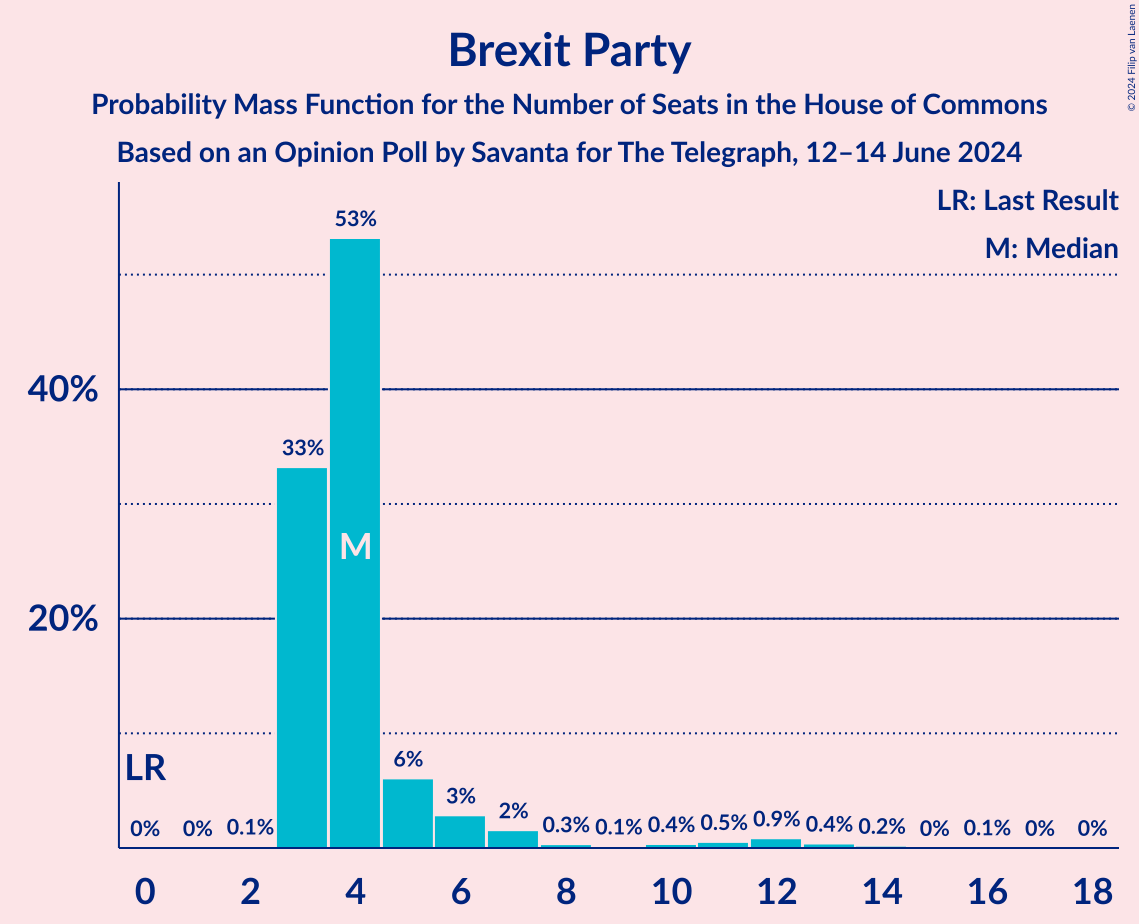 Brexit Party
Probability Mass Function for the Number of Seats in the House of Commons
Based on an Opinion Poll by Savanta for The Telegraph, 12–14 June 2024
© 2024 Filip van Laenen
LR: Last Result
M: Median
53%
40%
33%
M
20%
LR
6%
3%
2%
0% 0% 0.1% 0.3% 0.1% 0.4% 0.5% 0.9% 0.4% 0.2% 0% 0.1% 0% 0%
0 2 4 6 8 10 12 14 16 18